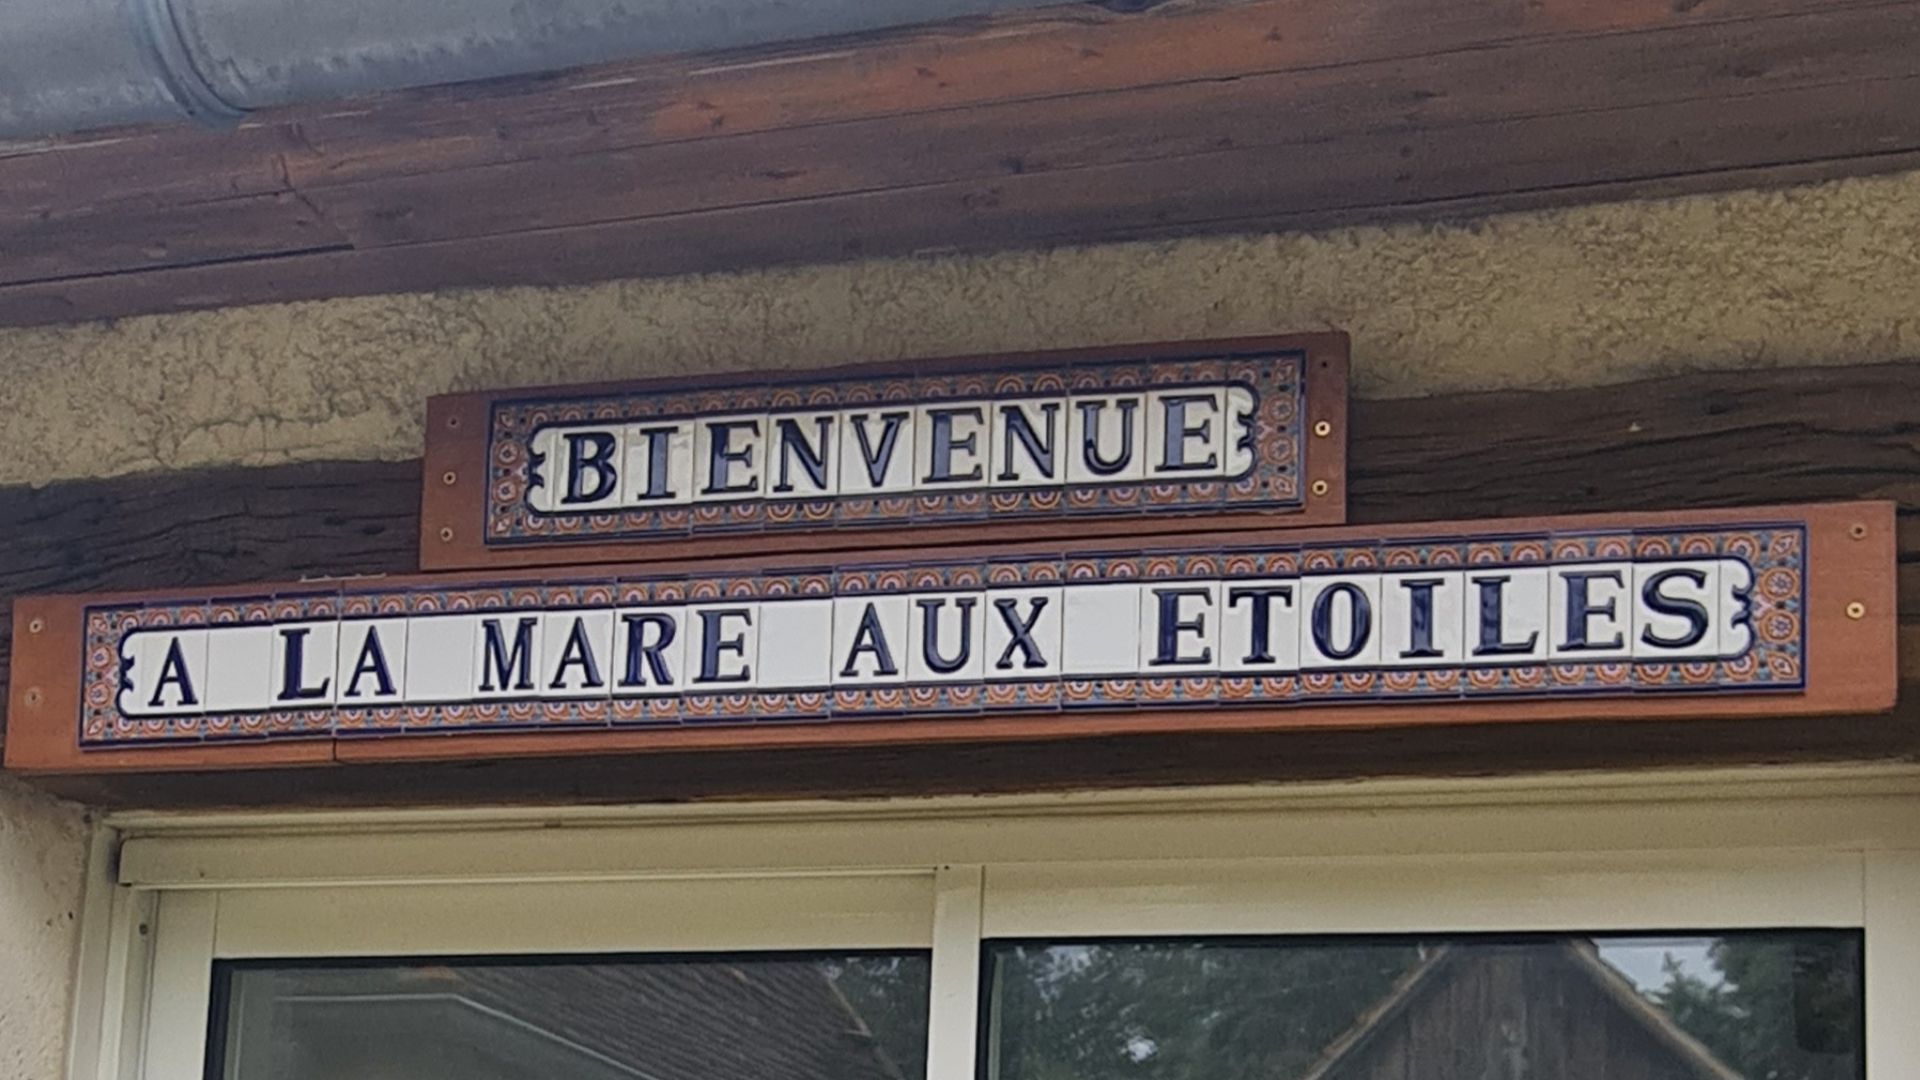 BIENVENUE
A LA MARE AUX ETOILES